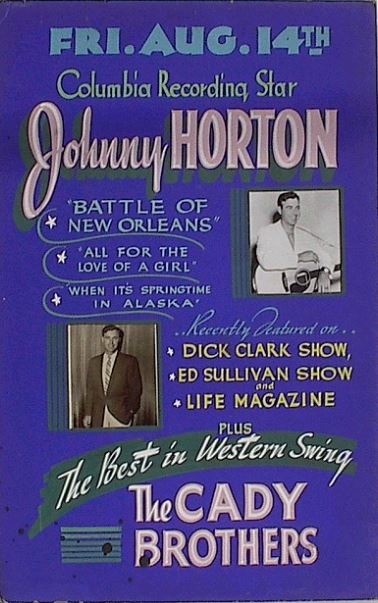 FRI. AUG. 14TH
Columbia Recording Star
Johnny HORTON
"BATTLE OF
NEW ORLEANS"
"ALL FOR THE
LOVE OF A GIRL"
"WHEN IT'S SPRINGTIME
IN ALASKA"
..Recently featured on..
DICK CLARK SHOW,
ED SULLIVAN SHOW
and
LIFE MAGAZINE
PLUS
The Best in Western Swing
The CADY
BROTHERS